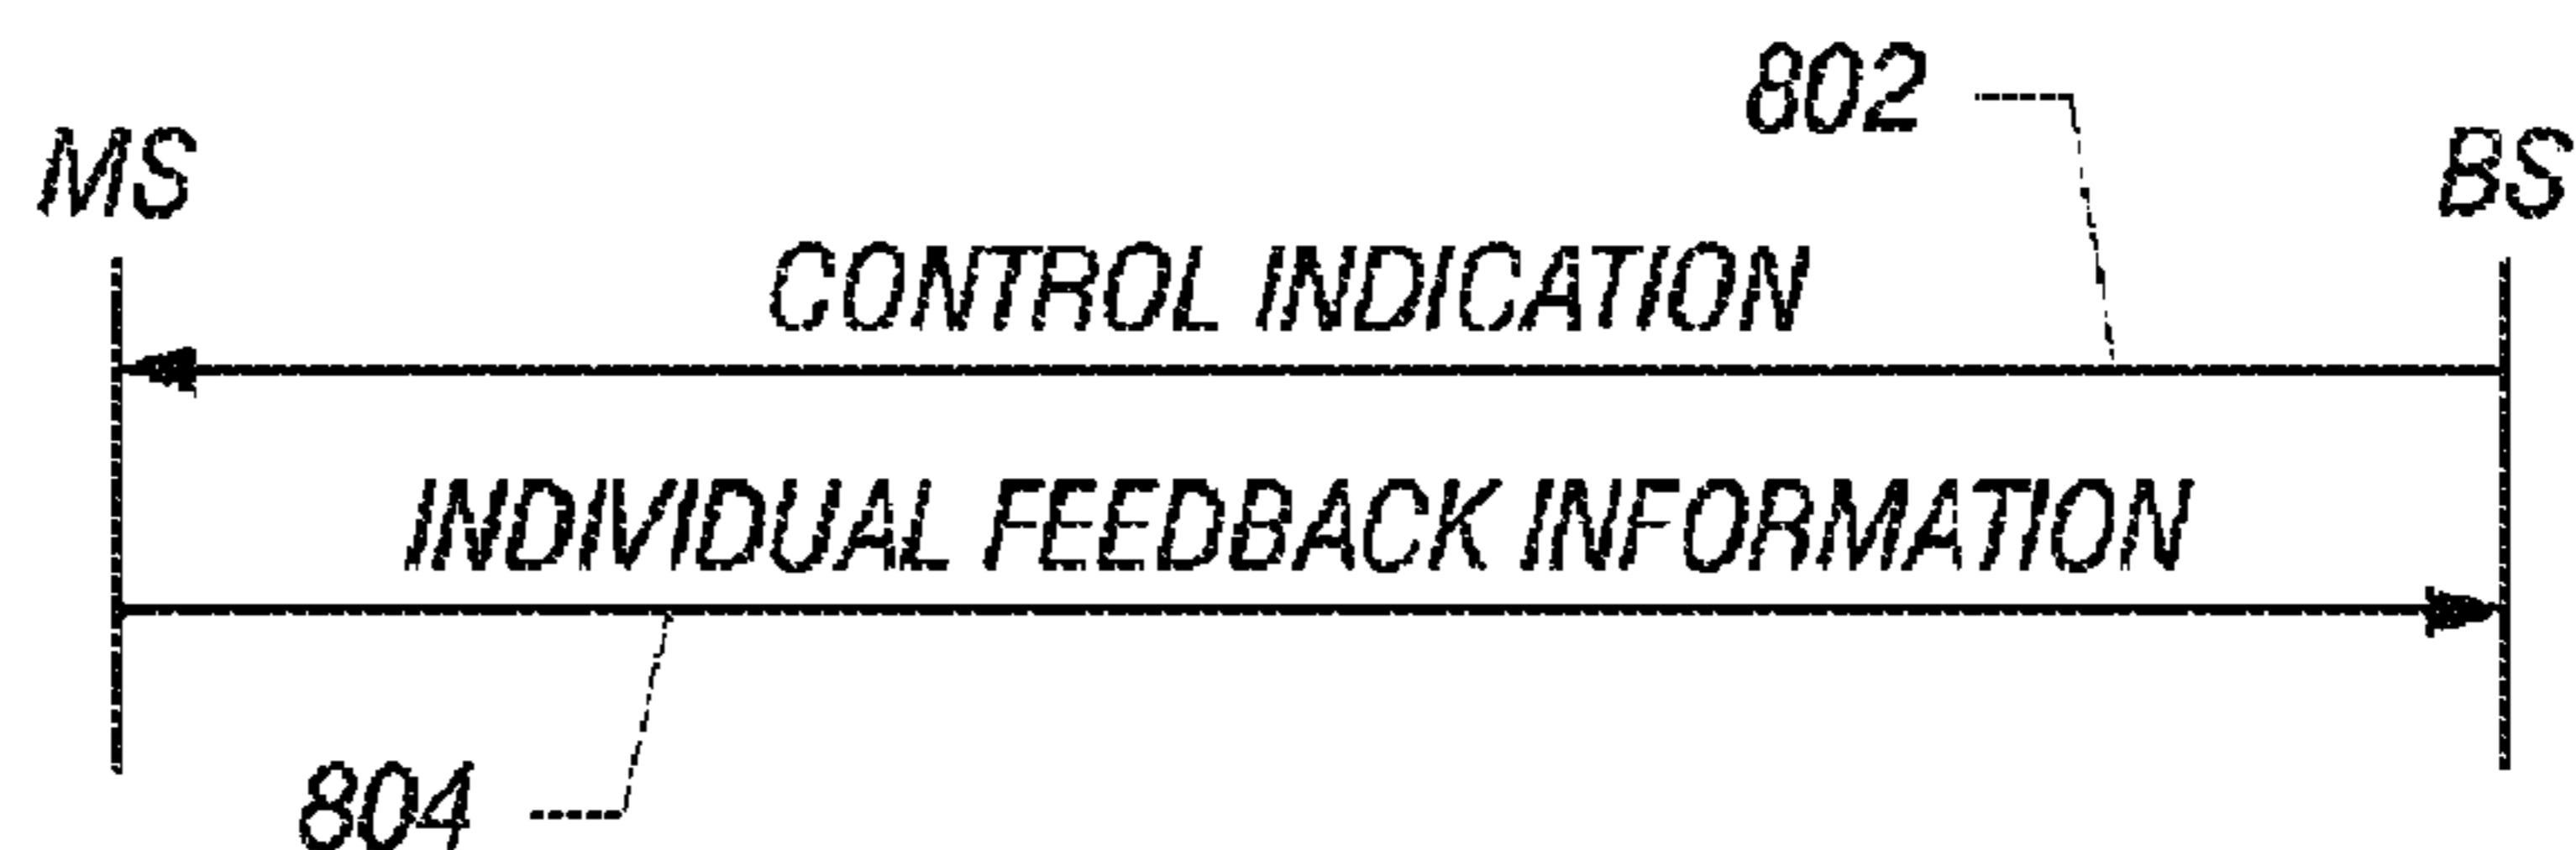 802
MS
BS
CONTROL INDICATION
INDIVIDUAL FEEDBACK INFORMATION
804